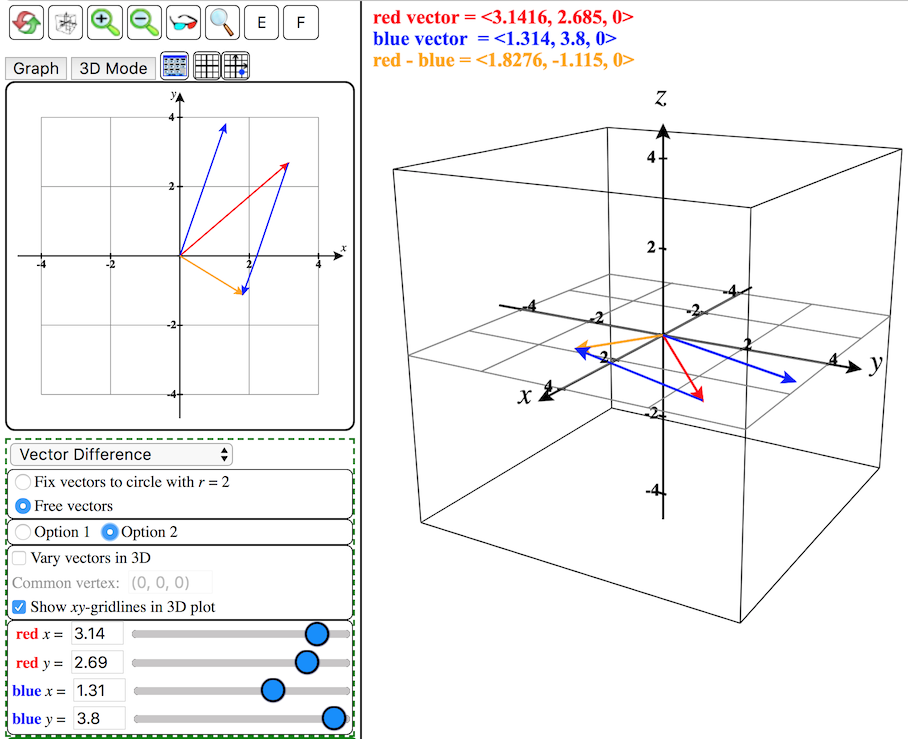 E F
Graph 3D Mode
red vector = <3.1416, 2.685, 0>
blue vector = <1.314, 3.8, 0>
red - blue = <1.8276, -1.115, 0>
y
4
2
x
-4 -2 2 4
-2
-4
z
4
2
-4
-4
-2
-2
2
2
4
y
4
x
-2
-4
Vector Difference
Fix vectors to circle with r = 2
Free vectors
Option 1 Option 2
Vary vectors in 3D
Common vertex: (0, 0, 0)
Show xy-gridlines in 3D plot
red x = 3.14
red y = 2.69
blue x = 1.31
blue y = 3.8